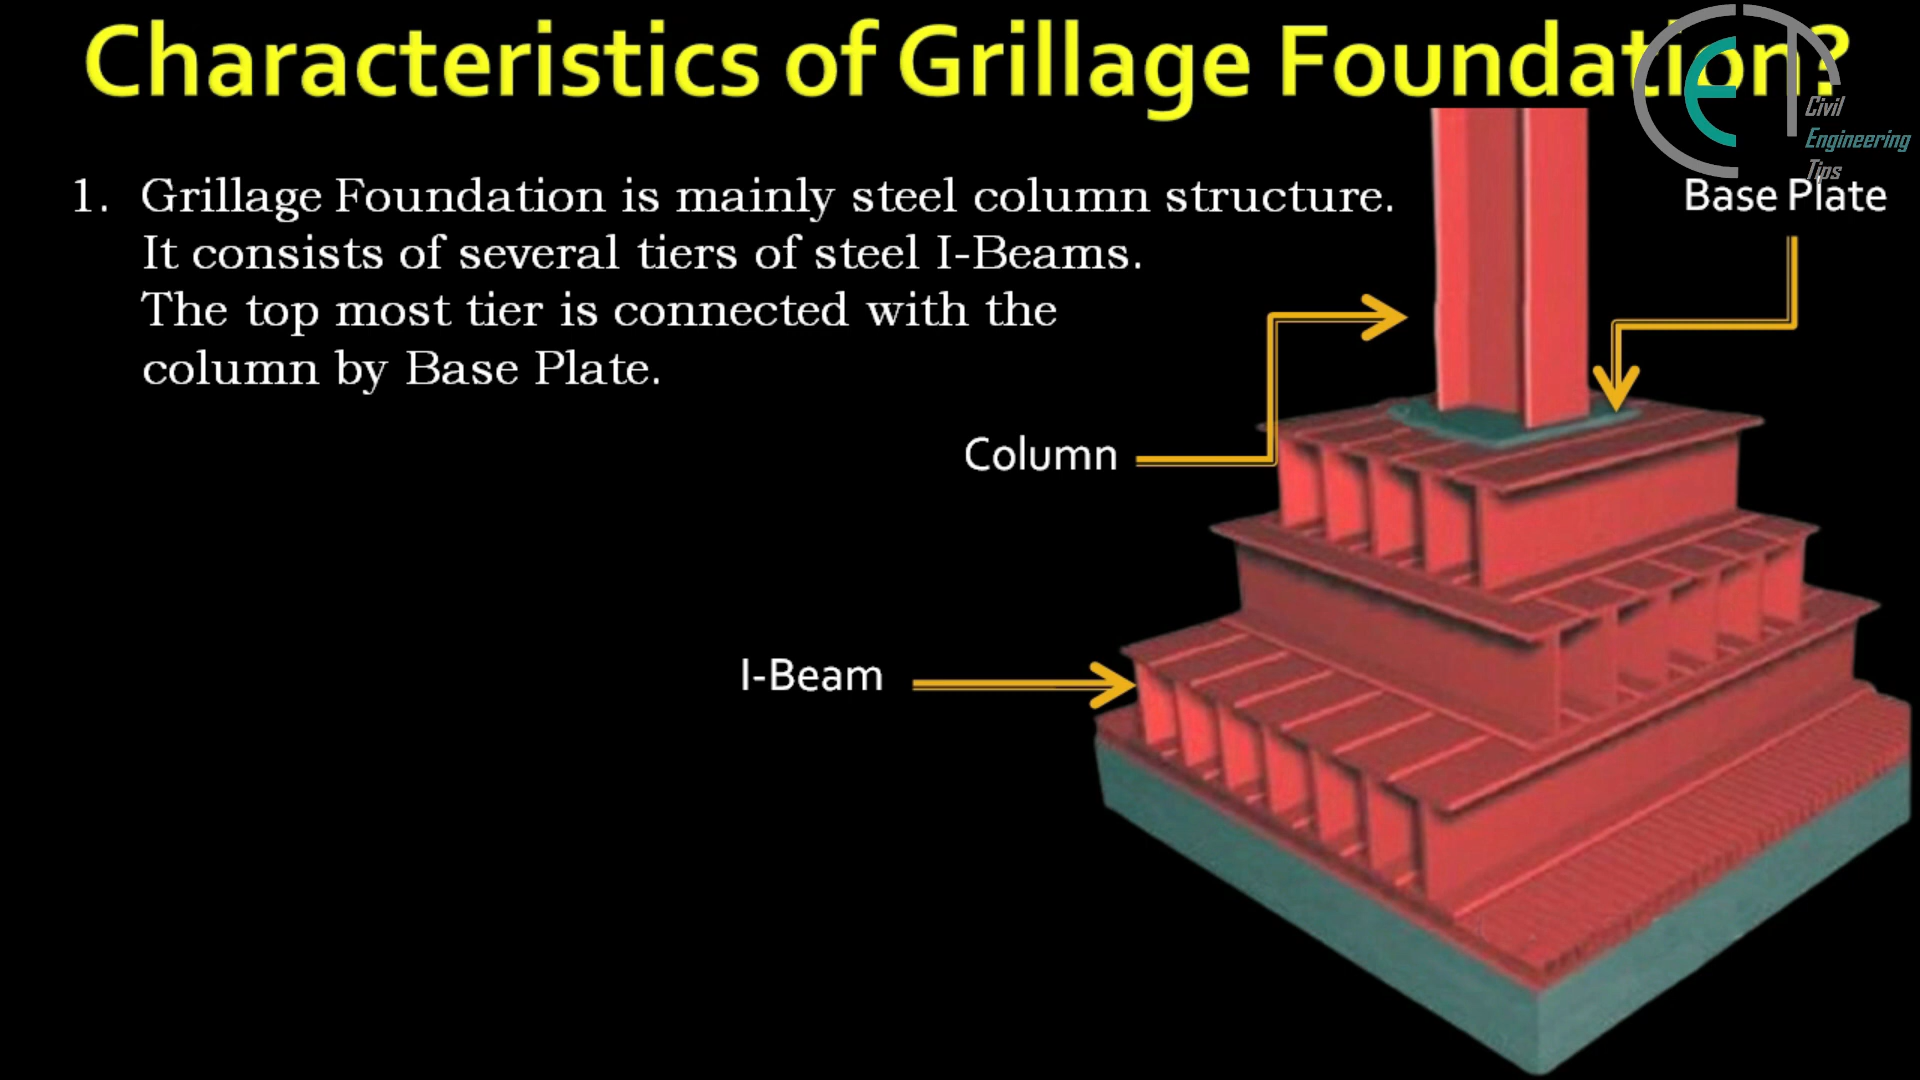 Characteristics of Grillage Foundation?
Civil
Engineering
Tips
1. Grillage Foundation is mainly steel column structure.
It consists of several tiers of steel I-Beams.
The top most tier is connected with the
column by Base Plate.
Base Plate
Column
I-Beam